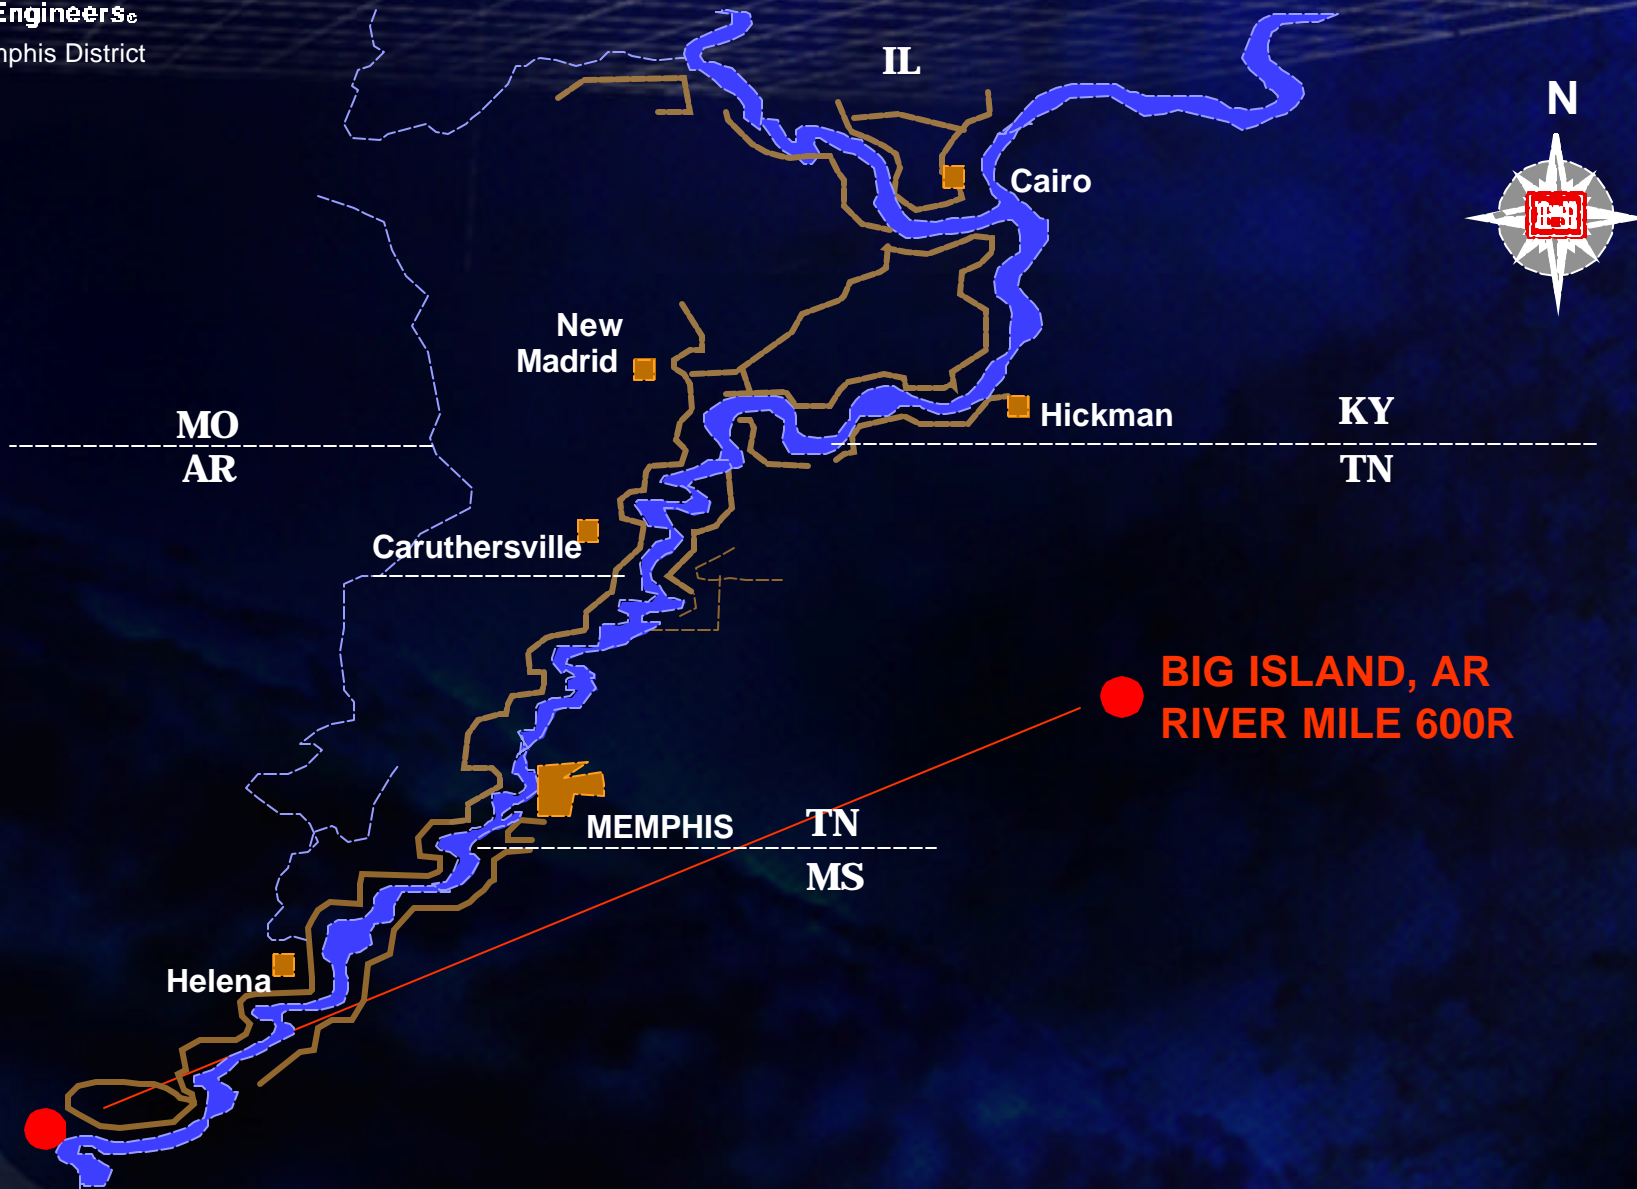 Engineers
mphis District
IL
N
Cairo
New
Madrid
MO
AR
Hickman
KY
TN
Caruthersville
BIG ISLAND, AR
RIVER MILE 600R
MEMPHIS
TN
MS
Helena